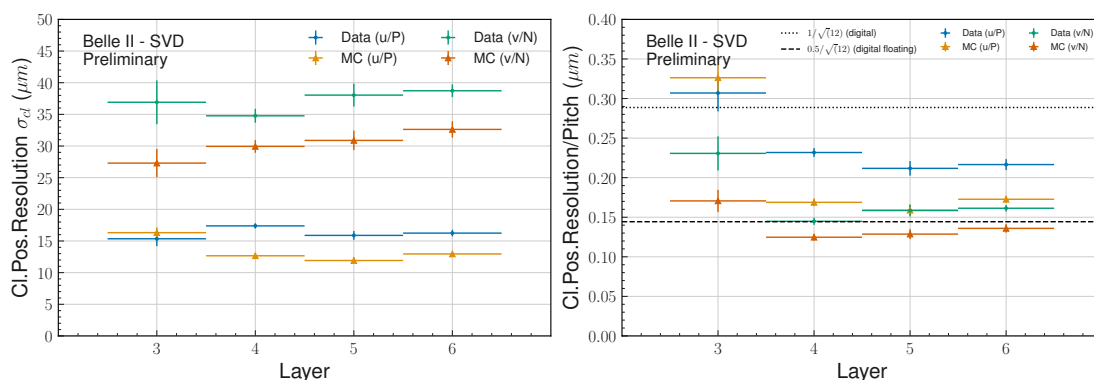 Belle II - SVD
Preliminary
Data (u/P)
MC (u/P)
Data (v/N)
MC (v/N)
Cl.Pos.Resolution σcl (μm)
50
45
40
35
30
25
20
15
10
5
0
3 4 5 6
Layer
Belle II - SVD
Preliminary
1/√(12) (digital)
0.5/√(12) (digital floating)
Data (u/P)
MC (u/P)
Data (v/N)
MC (v/N)
Cl.Pos.Resolution/Pitch (μm)
0.40
0.35
0.30
0.25
0.20
0.15
0.10
0.05
0.00
3 4 5 6
Layer